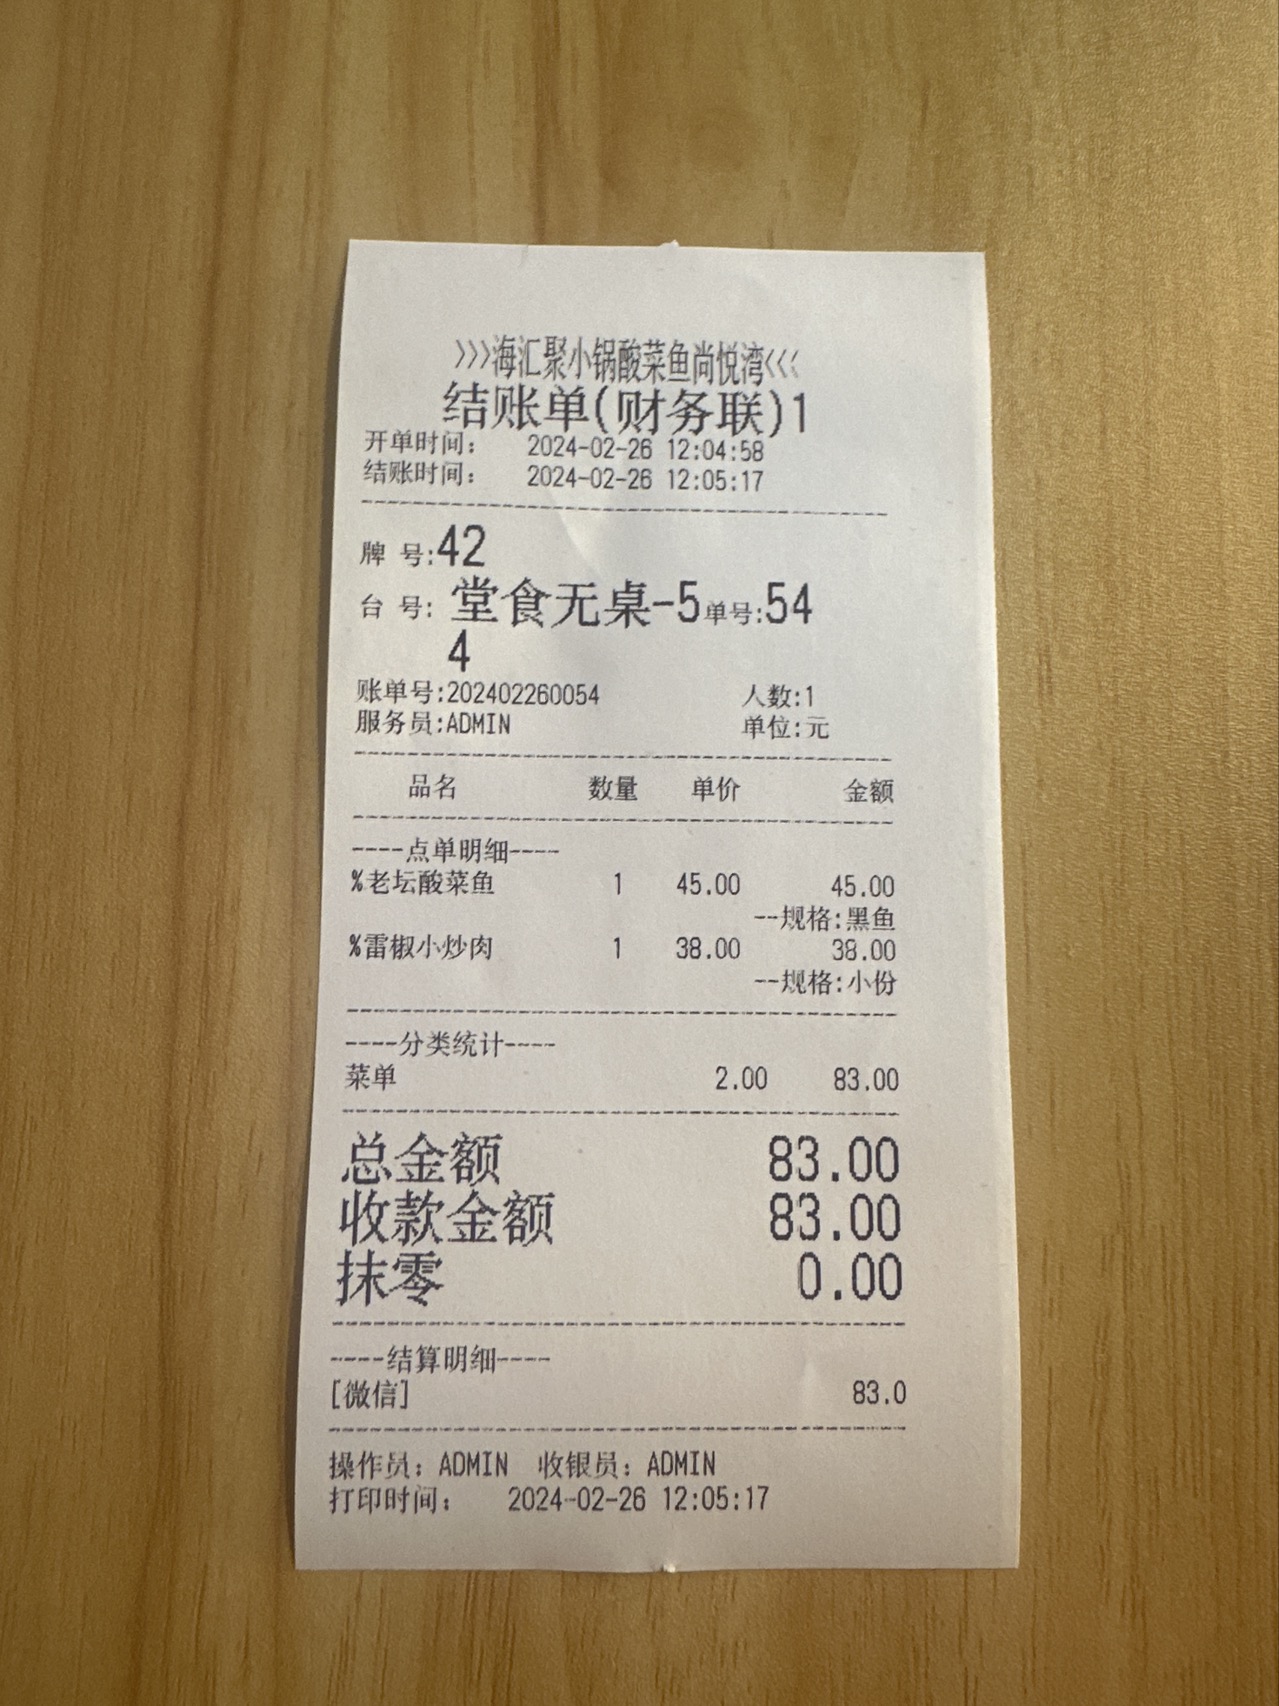 >>>海汇聚小锅酸菜鱼尚悦湾<<<
结账单(财务联)1
开单时间: 2024-02-26 12:04:58
结账时间: 2024-02-26 12:05:17
牌 号:42
台 号: 堂食无桌-5单号:54
4
账单号:202402260054 人数:1
服务员:ADMIN 单位:元
品名 数量 单价 金额
----点单明细----
%老坛酸菜鱼 1 45.00 45.00
--规格:黑鱼
%雷椒小炒肉 1 38.00 38.00
--规格:小份
----分类统计----
菜单 2.00 83.00
总金额 83.00
收款金额 83.00
抹零 0.00
----结算明细----
[微信] 83.0
操作员: ADMIN 收银员: ADMIN
打印时间: 2024-02-26 12:05:17